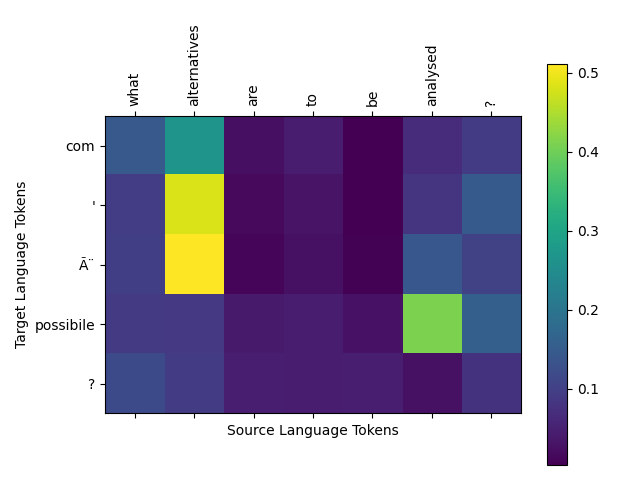 what alternatives are to be analysed ?
com
'
Ã¨
possibile
?
Target Language Tokens
Source Language Tokens
0.5
0.4
0.3
0.2
0.1